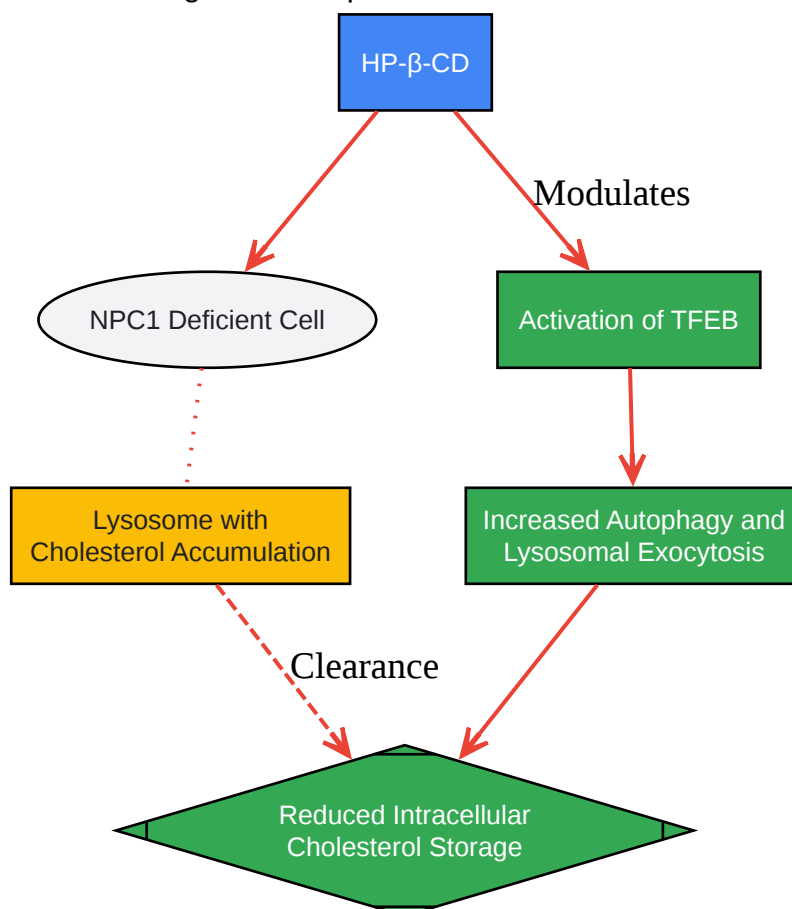 HP-β-CD
Modulates
NPC1 Deficient Cell
Activation of TFEB
Lysosome with
Cholesterol Accumulation
Increased Autophagy and
Lysosomal Exocytosis
Clearance
Reduced Intracellular
Cholesterol Storage